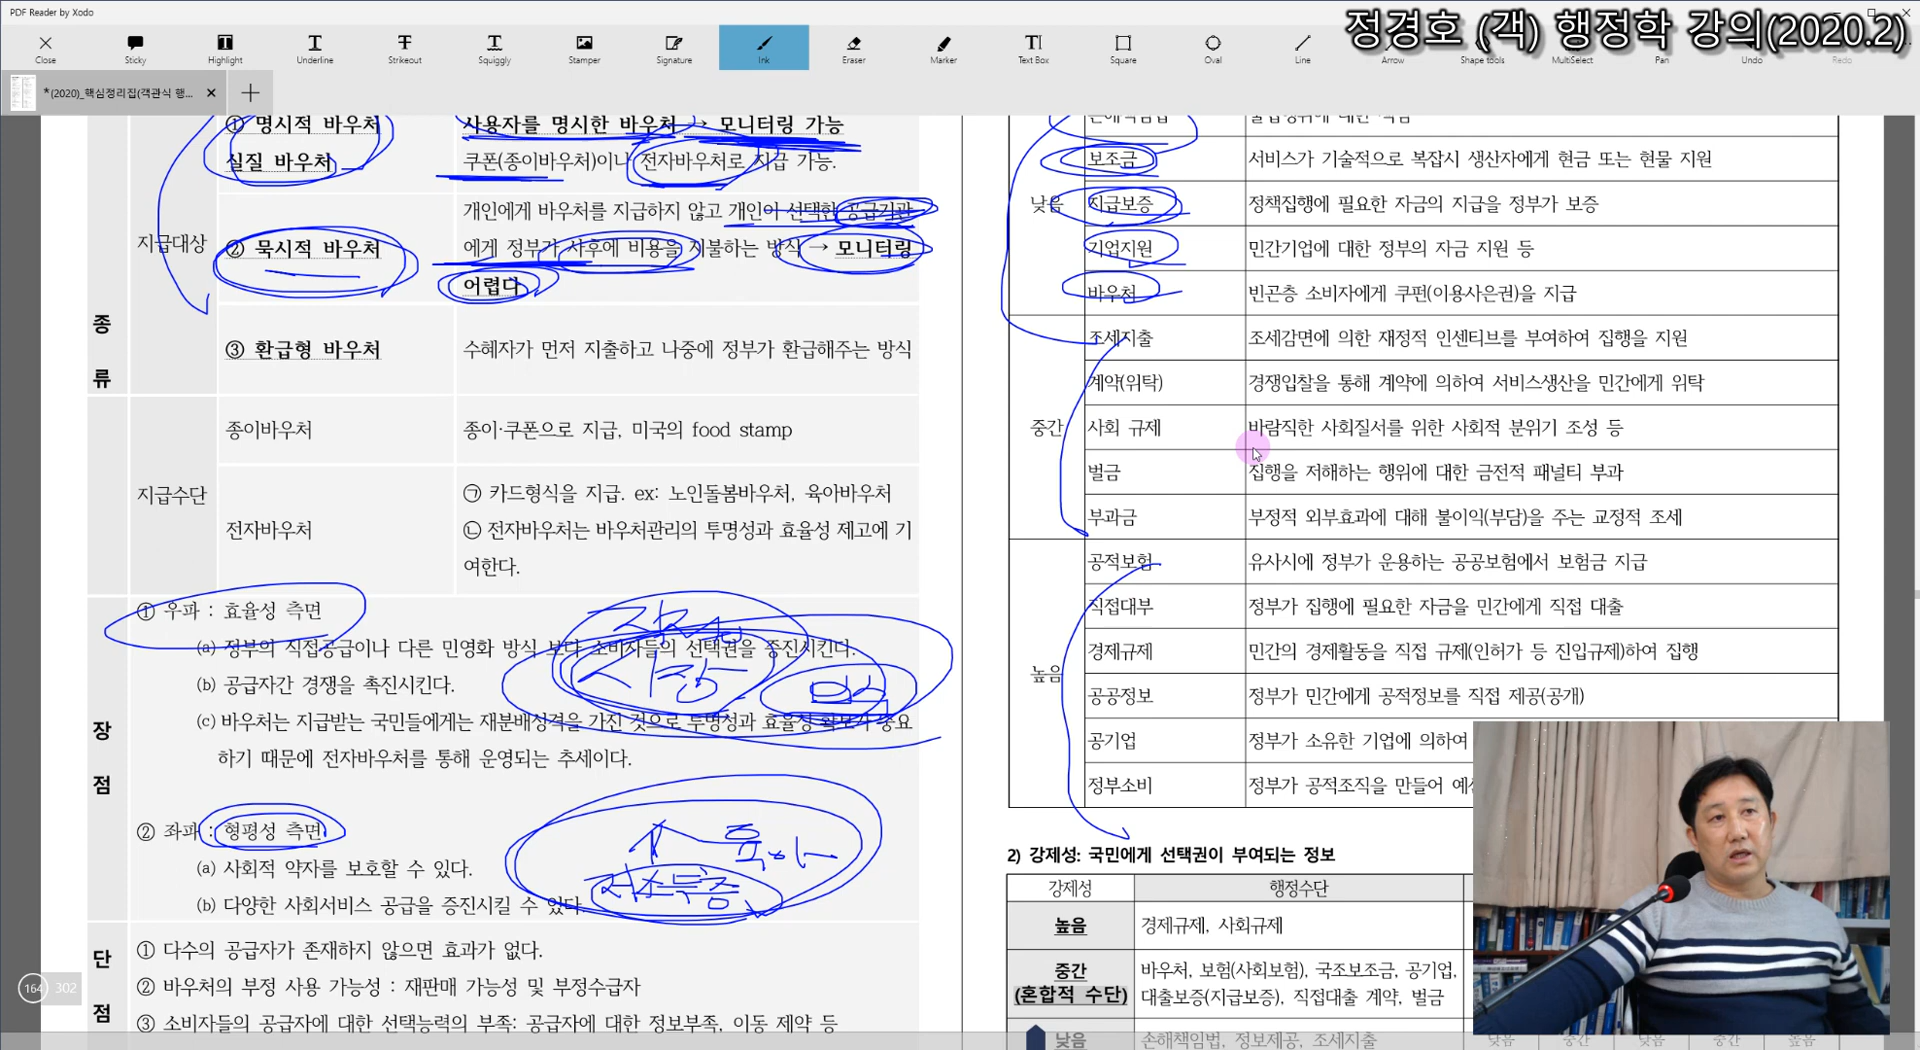 PDF Reader by Xodo
정경호 (객) 행정학 강의(2020.2)
Close
Sticky
Highlight
Underline
Strikeout
Squiggly
Stamper
Signature
Ink
Eraser
Marker
Text Box
Square
Oval
Line
Arrow
Shape tools
MultiSelect
Pan
Undo
Redo
*(2020)_핵심정리집(객관식 행...
종류
지급대상
① 명시적 바우처
실질 바우처
사용자를 명시한 바우처 → 모니터링 가능
쿠폰(종이바우처)이나 전자바우처로 지급 가능.
② 묵시적 바우처
개인에게 바우처를 지급하지 않고 개인이 선택한 공급기관
에게 정부가 사후에 비용을 지불하는 방식 → 모니터링
어렵다
③ 환급형 바우처
수혜자가 먼저 지출하고 나중에 정부가 환급해주는 방식
지급수단
종이바우처
종이·쿠폰으로 지급, 미국의 food stamp
전자바우처
㉠ 카드형식을 지급. ex: 노인돌봄바우처, 육아바우처
㉡ 전자바우처는 바우처관리의 투명성과 효율성 제고에 기
여한다.
장점
① 우파 : 효율성 측면
(a) 정부의 직접공급이나 다른 민영화 방식 보다 소비자들의 선택권을 증진시킨다.
(b) 공급자간 경쟁을 촉진시킨다.
(c) 바우처는 지급받는 국민들에게는 재분배성격을 가진 것으로 투명성과 효율성 확보가 중요
하기 때문에 전자바우처를 통해 운영되는 추세이다.
시장
② 좌파 : 형평성 측면
(a) 사회적 약자를 보호할 수 있다.
(b) 다양한 사회서비스 공급을 증진시킬 수 있다.
육아
저소득층
단점
① 다수의 공급자가 존재하지 않으면 효과가 없다.
② 바우처의 부정 사용 가능성 : 재판매 가능성 및 부정수급자
③ 소비자들의 공급자에 대한 선택능력의 부족: 공급자에 대한 정보부족, 이동 제약 등
164 302
낮음
손해책임법
불법행위에 대한 책임
보조금
서비스가 기술적으로 복잡시 생산자에게 현금 또는 현물 지원
지급보증
정책집행에 필요한 자금의 지급을 정부가 보증
기업지원
민간기업에 대한 정부의 자금 지원 등
바우처
빈곤층 소비자에게 쿠펀(이용사은권)을 지급
중간
조세지출
조세감면에 의한 재정적 인센티브를 부여하여 집행을 지원
계약(위탁)
경쟁입찰을 통해 계약에 의하여 서비스생산을 민간에게 위탁
사회 규제
바람직한 사회질서를 위한 사회적 분위기 조성 등
벌금
집행을 저해하는 행위에 대한 금전적 패널티 부과
부과금
부정적 외부효과에 대해 불이익(부담)을 주는 교정적 조세
높음
공적보험
유사시에 정부가 운용하는 공공보험에서 보험금 지급
직접대부
정부가 집행에 필요한 자금을 민간에게 직접 대출
경제규제
민간의 경제활동을 직접 규제(인허가 등 진입규제)하여 집행
공공정보
정부가 민간에게 공적정보를 직접 제공(공개)
공기업
정부가 소유한 기업에 의하여
정부소비
정부가 공적조직을 만들어
2) 강제성: 국민에게 선택권이 부여되는 정보
강제성
행정수단
높음
경제규제, 사회규제
중간
(혼합적 수단)
바우처, 보험(사회보험), 국조보조금, 공기업,
대출보증(지급보증), 직접대출 계약, 벌금
낮음
손해책임법, 정보제공, 조세지출
낮음 중간 낮음 중간 높음